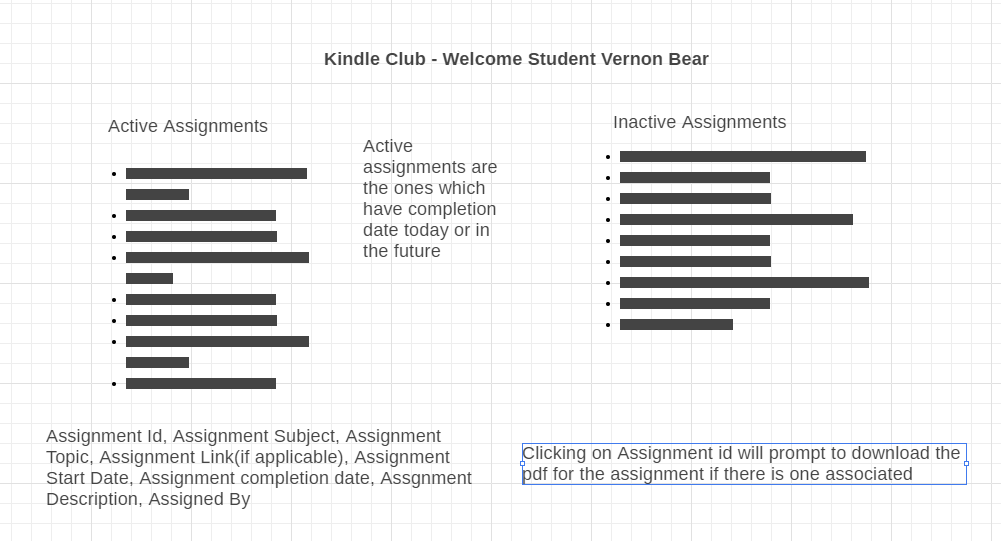 Kindle Club - Welcome Student Vernon Bear
Active Assignments
Active
assignments are
the ones which
have completion
date today or in
the future
Inactive Assignments
Assignment Id, Assignment Subject, Assignment
Topic, Assignment Link(if applicable), Assignment
Start Date, Assignment completion date, Assgnment
Description, Assigned By
Clicking on Assignment id will prompt to download the
pdf for the assignment if there is one associated